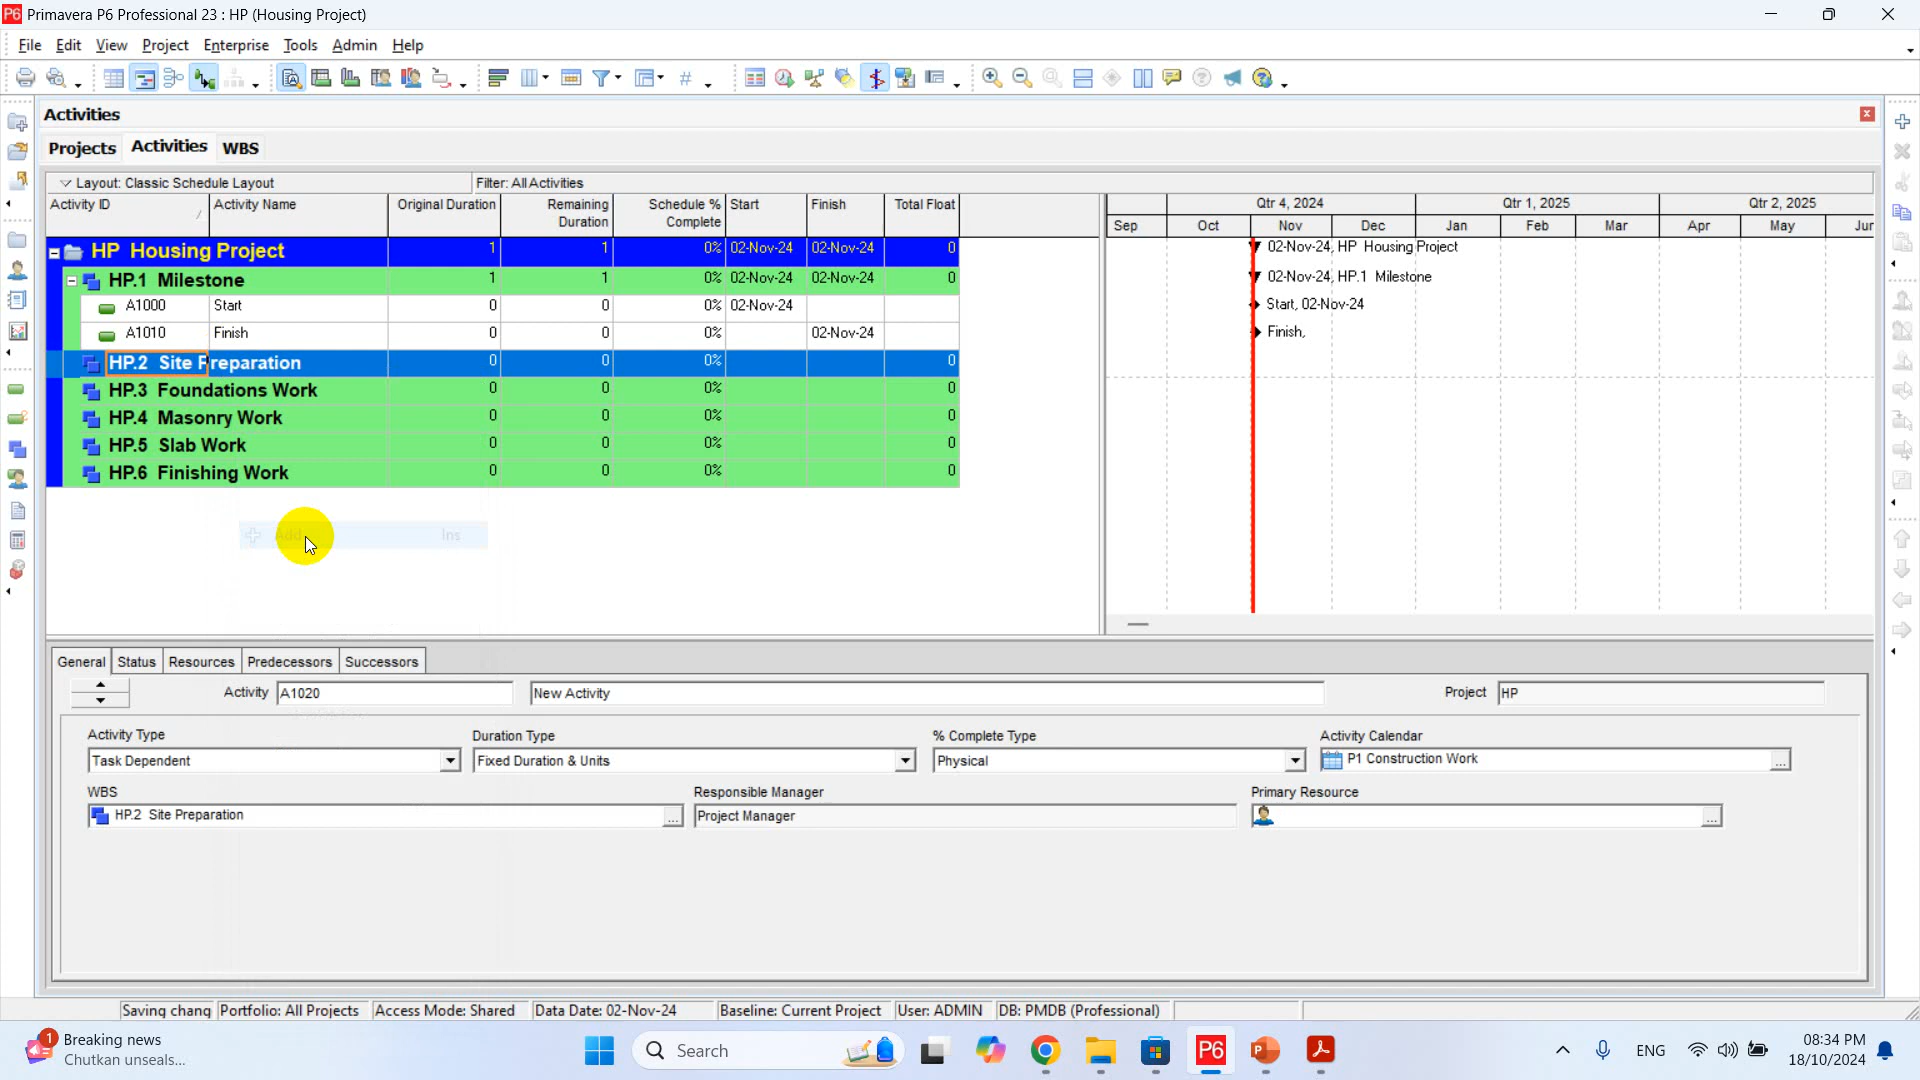 P6 Primavera P6 Professional 23 : HP (Housing Project)
File Edit View Project Enterprise Tools Admin Help
Activities
Projects Activities WBS
Layout: Classic Schedule Layout Filter: All Activities
Activity ID Activity Name Original Duration Remaining Duration Schedule % Complete Start Finish Total Float
Qtr 4, 2024 Qtr 1, 2025 Qtr 2, 2025
Sep Oct Nov Dec Jan Feb Mar Apr May Jun
HP Housing Project 1 1 0% 02-Nov-24 02-Nov-24 0 02-Nov-24, HP Housing Project
HP.1 Milestone 1 1 0% 02-Nov-24 02-Nov-24 0 02-Nov-24, HP.1 Milestone
A1000 Start 0 0 0% 02-Nov-24 Start, 02-Nov-24
A1010 Finish 0 0 0% 02-Nov-24 Finish,
HP.2 Site Preparation 0 0 0% 0
HP.3 Foundations Work 0 0 0% 0
HP.4 Masonry Work 0 0 0% 0
HP.5 Slab Work 0 0 0% 0
HP.6 Finishing Work 0 0 0% 0
Add Ins
General Status Resources Predecessors Successors
Activity A1020 New Activity Project HP
Activity Type Duration Type % Complete Type Activity Calendar
Task Dependent Fixed Duration & Units Physical P1 Construction Work
WBS Responsible Manager Primary Resource
HP.2 Site Preparation Project Manager
Saving chang Portfolio: All Projects Access Mode: Shared Data Date: 02-Nov-24 Baseline: Current Project User: ADMIN DB: PMDB (Professional)
1 Breaking news
Chutkan unseals...
Search
P6
ENG
08:34 PM
18/10/2024